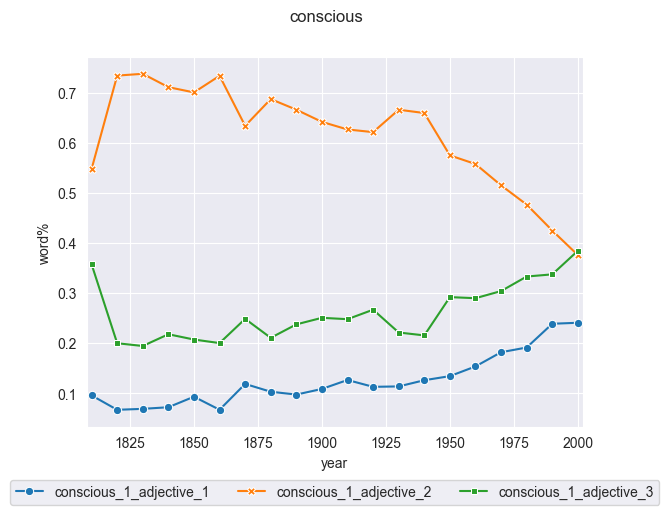 conscious
word%
0.7
0.6
0.5
0.4
0.3
0.2
0.1
1825 1850 1875 1900 1925 1950 1975 2000
year
conscious_1_adjective_1 conscious_1_adjective_2 conscious_1_adjective_3